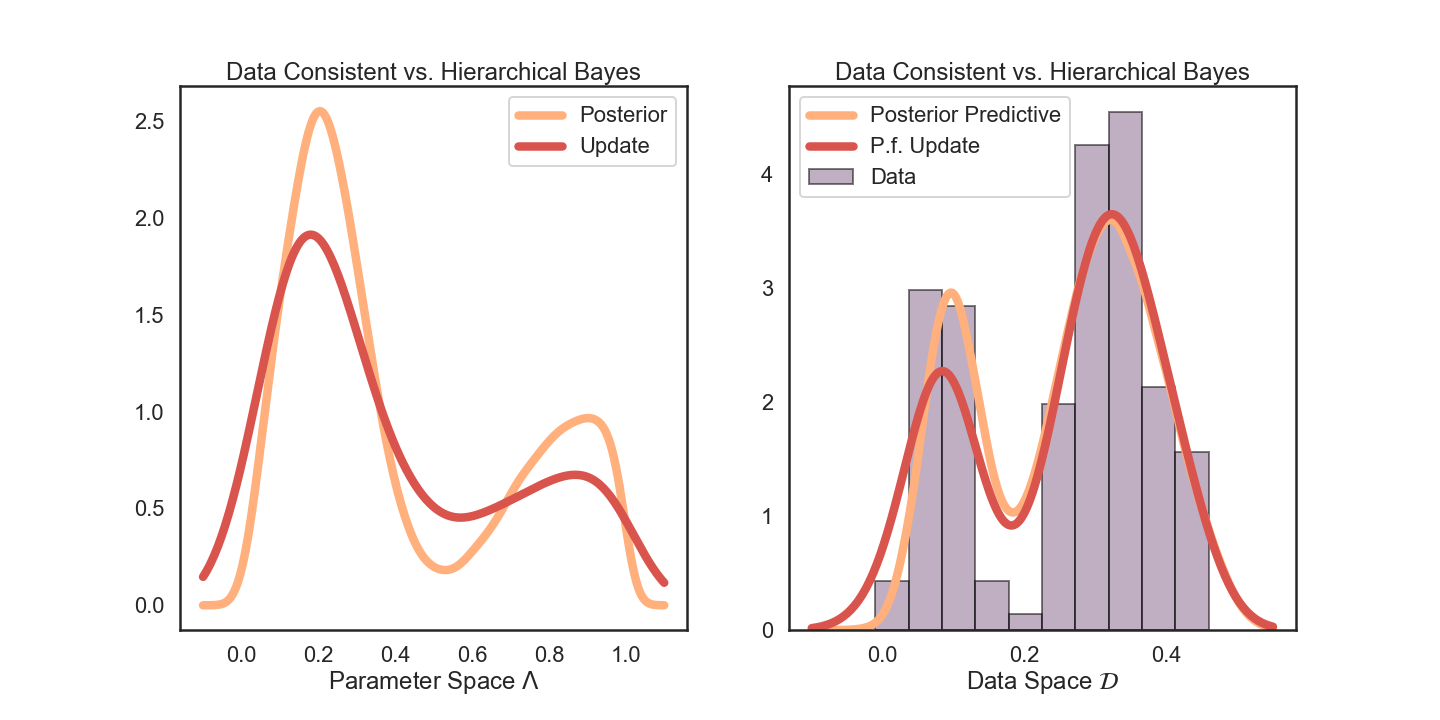 Data Consistent vs. Hierarchical Bayes
Posterior
Update
2.5
2.0
1.5
1.0
0.5
0.0
0.0 0.2 0.4 0.6 0.8 1.0
Parameter Space Λ
Data Consistent vs. Hierarchical Bayes
Posterior Predictive
P.f. Update
Data
4
3
2
1
0
0.0 0.2 0.4
Data Space 𝒟